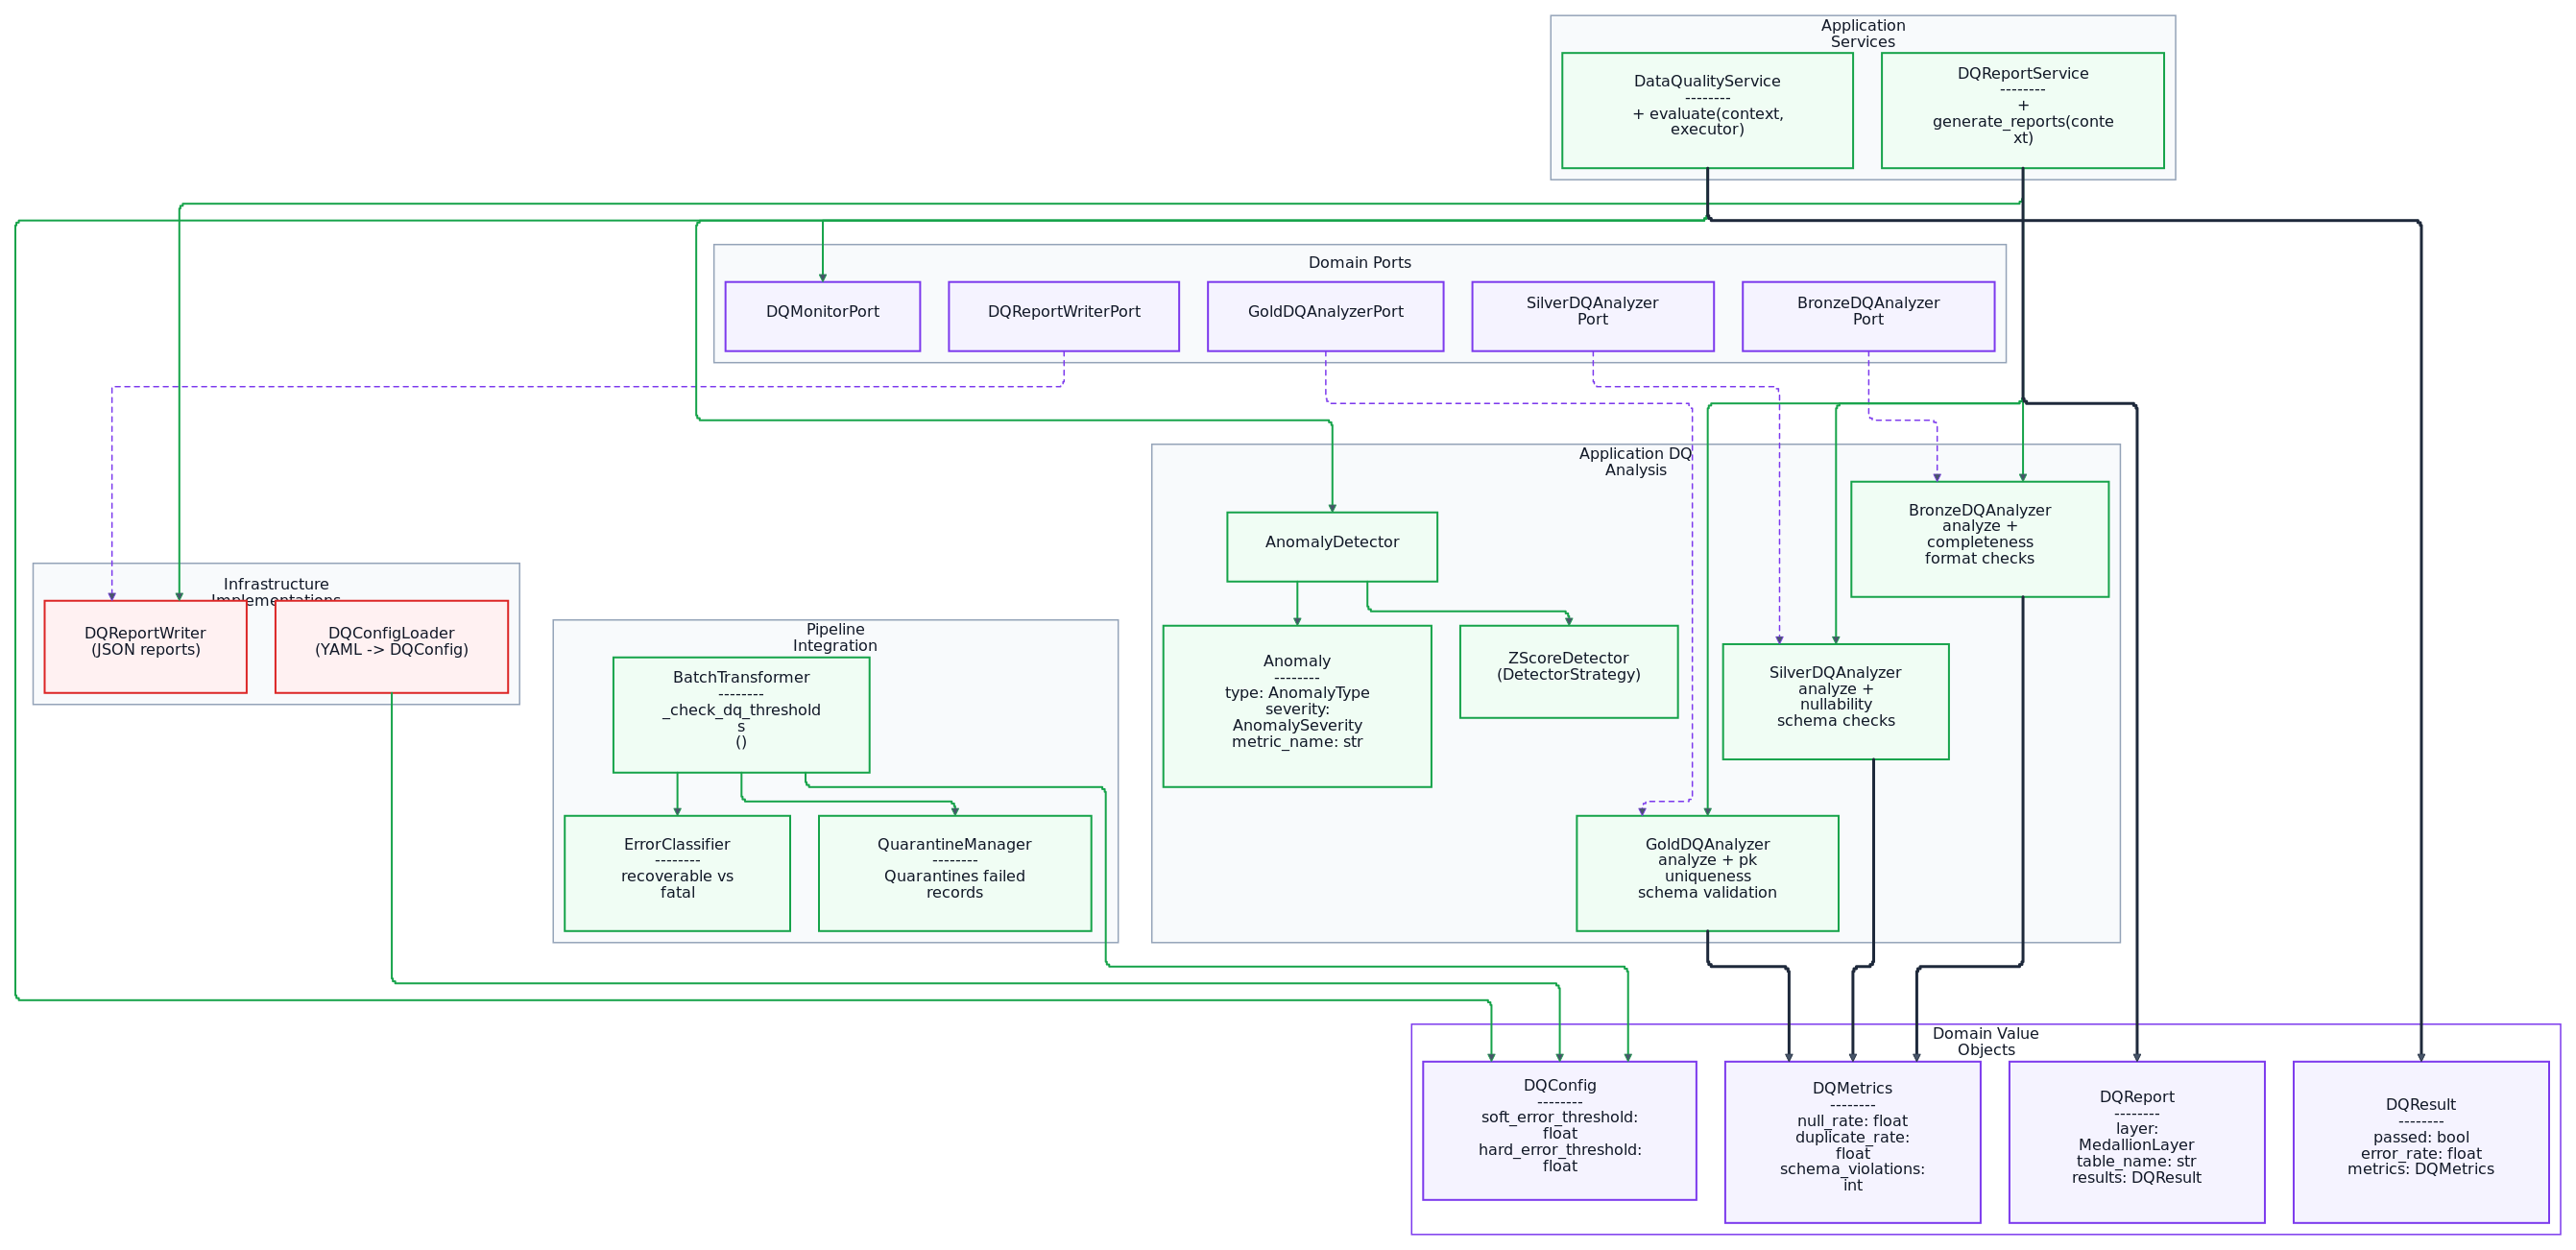 Application
Services
DataQualityService
--------
+ evaluate(context,
executor)
DQReportService
--------
+
generate_reports(conte
xt)
Domain Ports
DQMonitorPort
DQReportWriterPort
GoldDQAnalyzerPort
SilverDQAnalyzer
Port
BronzeDQAnalyzer
Port
Application DQ
Analysis
BronzeDQAnalyzer
analyze +
completeness
format checks
AnomalyDetector
Infrastructure
Implementations
DQReportWriter
(JSON reports)
DQConfigLoader
(YAML -> DQConfig)
Pipeline
Integration
BatchTransformer
--------
_check_dq_threshold
s
()
Anomaly
--------
type: AnomalyType
severity:
AnomalySeverity
metric_name: str
ZScoreDetector
(DetectorStrategy)
SilverDQAnalyzer
analyze +
nullability
schema checks
ErrorClassifier
--------
recoverable vs
fatal
QuarantineManager
--------
Quarantines failed
records
GoldDQAnalyzer
analyze + pk
uniqueness
schema validation
Domain Value
Objects
DQConfig
--------
soft_error_threshold:
float
hard_error_threshold:
float
DQMetrics
--------
null_rate: float
duplicate_rate:
float
schema_violations:
int
DQReport
--------
layer:
MedallionLayer
table_name: str
results: DQResult
DQResult
--------
passed: bool
error_rate: float
metrics: DQMetrics